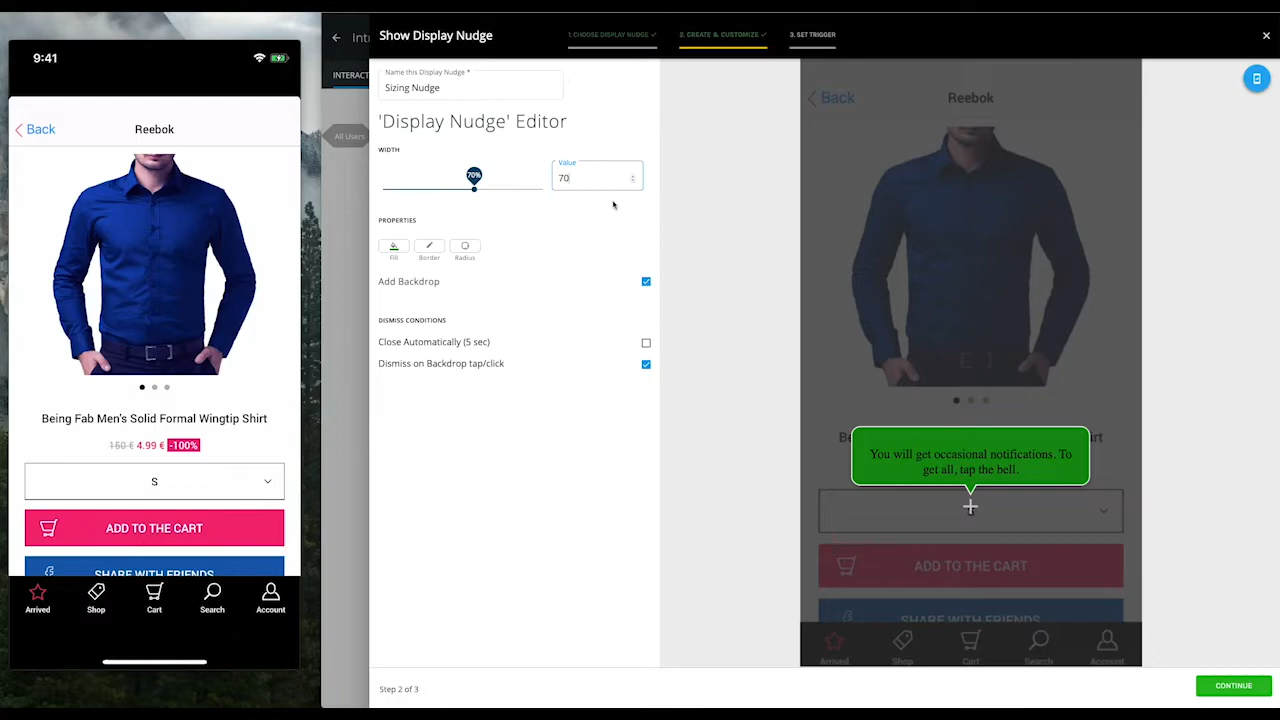 9:41
Back
Reebok
Being Fab Men's Solid Formal Wingtip Shirt
150 € 4.99 € -100%
S
ADD TO THE CART
SHARE WITH FRIENDS
Arrived
Shop
Cart
Search
Account
INTERACT
All Users
Show Display Nudge
1. CHOOSE DISPLAY NUDGE
2. CREATE & CUSTOMIZE
3. SET TRIGGER
Name this Display Nudge *
Sizing Nudge
'Display Nudge' Editor
WIDTH
70%
Value
70
PROPERTIES
Fill
Border
Radius
Add Backdrop
DISMISS CONDITIONS
Close Automatically (5 sec)
Dismiss on Backdrop tap/click
Step 2 of 3
Back
Reebok
You will get occasional notifications. To
get all, tap the bell.
ADD TO THE CART
SHARE WITH FRIENDS
Arrived
Shop
Cart
Search
Account
CONTINUE